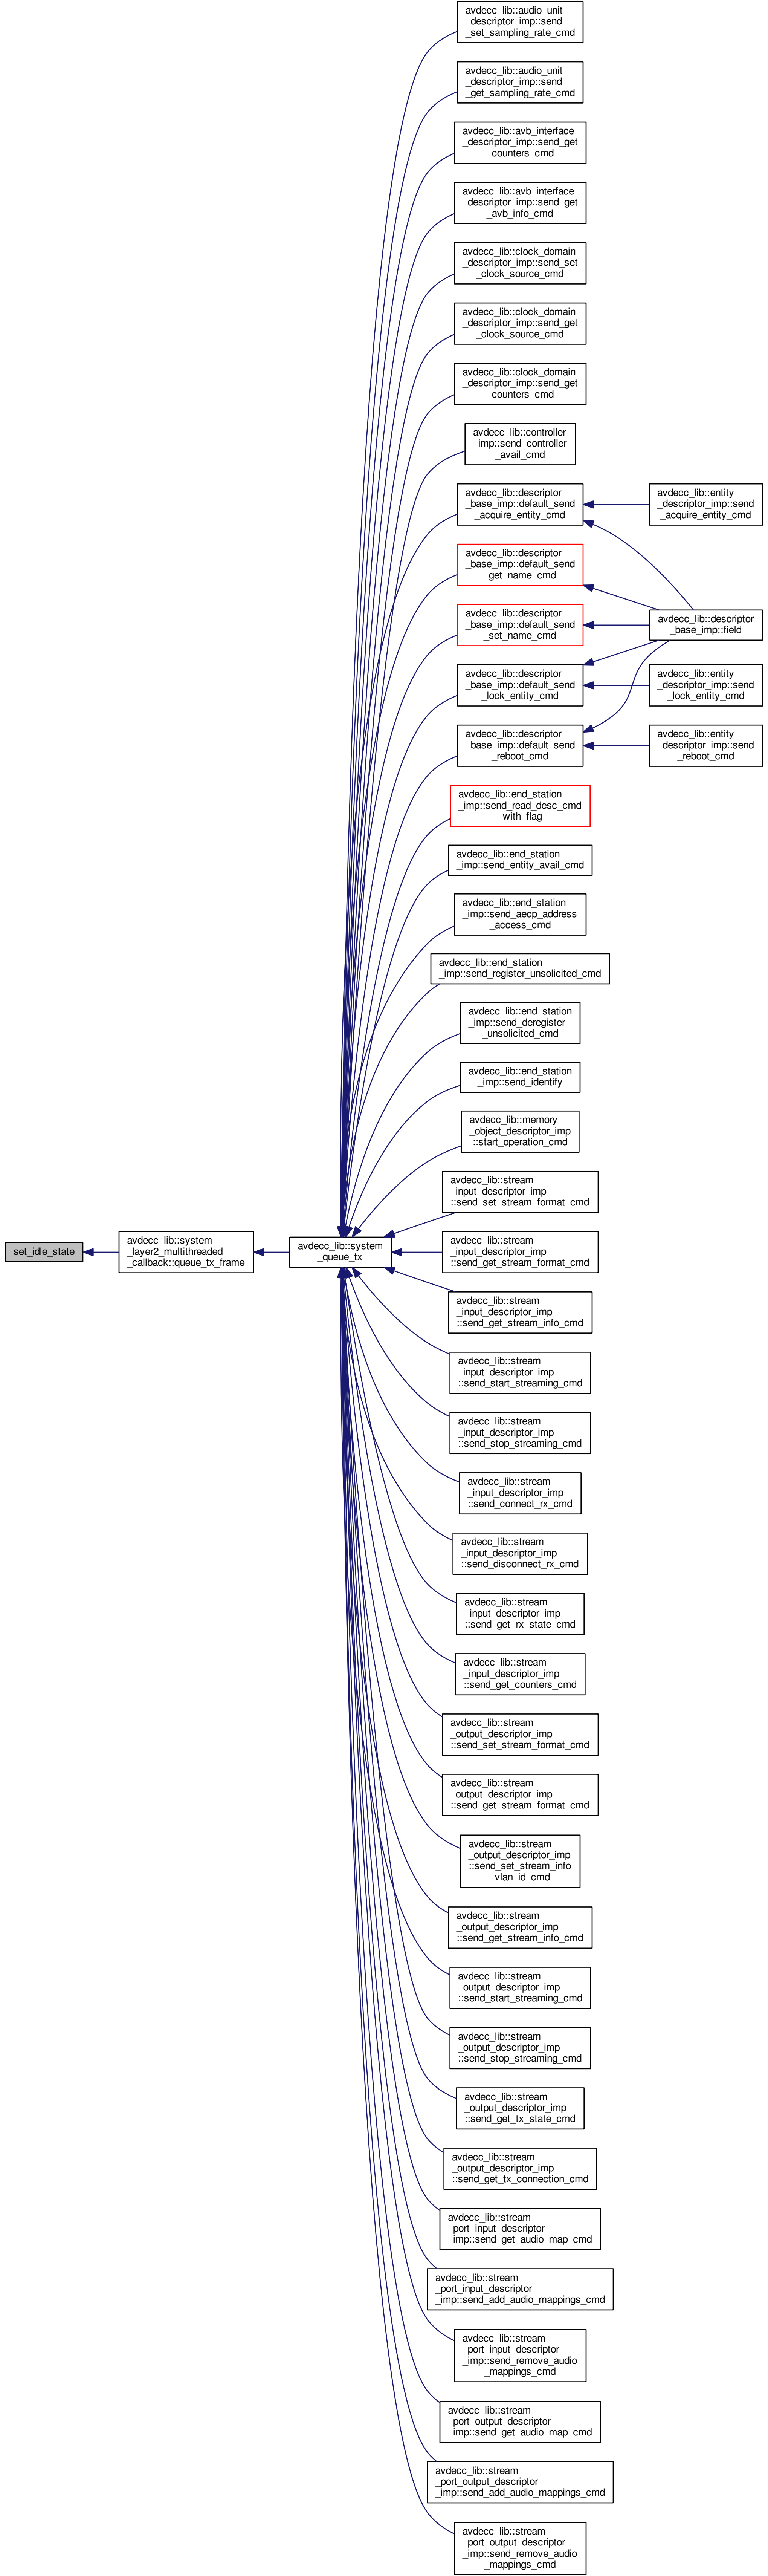 avdecc_lib::audio_unit
_descriptor_imp::send
_set_sampling_rate_cmd
avdecc_lib::audio_unit
_descriptor_imp::send
_get_sampling_rate_cmd
avdecc_lib::avb_interface
_descriptor_imp::send_get
_counters_cmd
avdecc_lib::avb_interface
_descriptor_imp::send_get
_avb_info_cmd
avdecc_lib::clock_domain
_descriptor_imp::send_set
_clock_source_cmd
avdecc_lib::clock_domain
_descriptor_imp::send_get
_clock_source_cmd
avdecc_lib::clock_domain
_descriptor_imp::send_get
_counters_cmd
avdecc_lib::controller
_imp::send_controller
_avail_cmd
avdecc_lib::descriptor
_base_imp::default_send
_acquire_entity_cmd
avdecc_lib::entity
_descriptor_imp::send
_acquire_entity_cmd
avdecc_lib::descriptor
_base_imp::default_send
_get_name_cmd
avdecc_lib::descriptor
_base_imp::default_send
_set_name_cmd
avdecc_lib::descriptor
_base_imp::field
avdecc_lib::descriptor
_base_imp::default_send
_lock_entity_cmd
avdecc_lib::entity
_descriptor_imp::send
_lock_entity_cmd
avdecc_lib::descriptor
_base_imp::default_send
_reboot_cmd
avdecc_lib::entity
_descriptor_imp::send
_reboot_cmd
avdecc_lib::end_station
_imp::send_read_desc_cmd
_with_flag
avdecc_lib::end_station
_imp::send_entity_avail_cmd
avdecc_lib::end_station
_imp::send_aecp_address
_access_cmd
avdecc_lib::end_station
_imp::send_register_unsolicited_cmd
avdecc_lib::end_station
_imp::send_deregister
_unsolicited_cmd
avdecc_lib::end_station
_imp::send_identify
avdecc_lib::memory
_object_descriptor_imp
::start_operation_cmd
avdecc_lib::stream
_input_descriptor_imp
::send_set_stream_format_cmd
set_idle_state
avdecc_lib::system
_layer2_multithreaded
_callback::queue_tx_frame
avdecc_lib::system
_queue_tx
avdecc_lib::stream
_input_descriptor_imp
::send_get_stream_format_cmd
avdecc_lib::stream
_input_descriptor_imp
::send_get_stream_info_cmd
avdecc_lib::stream
_input_descriptor_imp
::send_start_streaming_cmd
avdecc_lib::stream
_input_descriptor_imp
::send_stop_streaming_cmd
avdecc_lib::stream
_input_descriptor_imp
::send_connect_rx_cmd
avdecc_lib::stream
_input_descriptor_imp
::send_disconnect_rx_cmd
avdecc_lib::stream
_input_descriptor_imp
::send_get_rx_state_cmd
avdecc_lib::stream
_input_descriptor_imp
::send_get_counters_cmd
avdecc_lib::stream
_output_descriptor_imp
::send_set_stream_format_cmd
avdecc_lib::stream
_output_descriptor_imp
::send_get_stream_format_cmd
avdecc_lib::stream
_output_descriptor_imp
::send_set_stream_info
_vlan_id_cmd
avdecc_lib::stream
_output_descriptor_imp
::send_get_stream_info_cmd
avdecc_lib::stream
_output_descriptor_imp
::send_start_streaming_cmd
avdecc_lib::stream
_output_descriptor_imp
::send_stop_streaming_cmd
avdecc_lib::stream
_output_descriptor_imp
::send_get_tx_state_cmd
avdecc_lib::stream
_output_descriptor_imp
::send_get_tx_connection_cmd
avdecc_lib::stream
_port_input_descriptor
_imp::send_get_audio_map_cmd
avdecc_lib::stream
_port_input_descriptor
_imp::send_add_audio_mappings_cmd
avdecc_lib::stream
_port_input_descriptor
_imp::send_remove_audio
_mappings_cmd
avdecc_lib::stream
_port_output_descriptor
_imp::send_get_audio_map_cmd
avdecc_lib::stream
_port_output_descriptor
_imp::send_add_audio_mappings_cmd
avdecc_lib::stream
_port_output_descriptor
_imp::send_remove_audio
_mappings_cmd